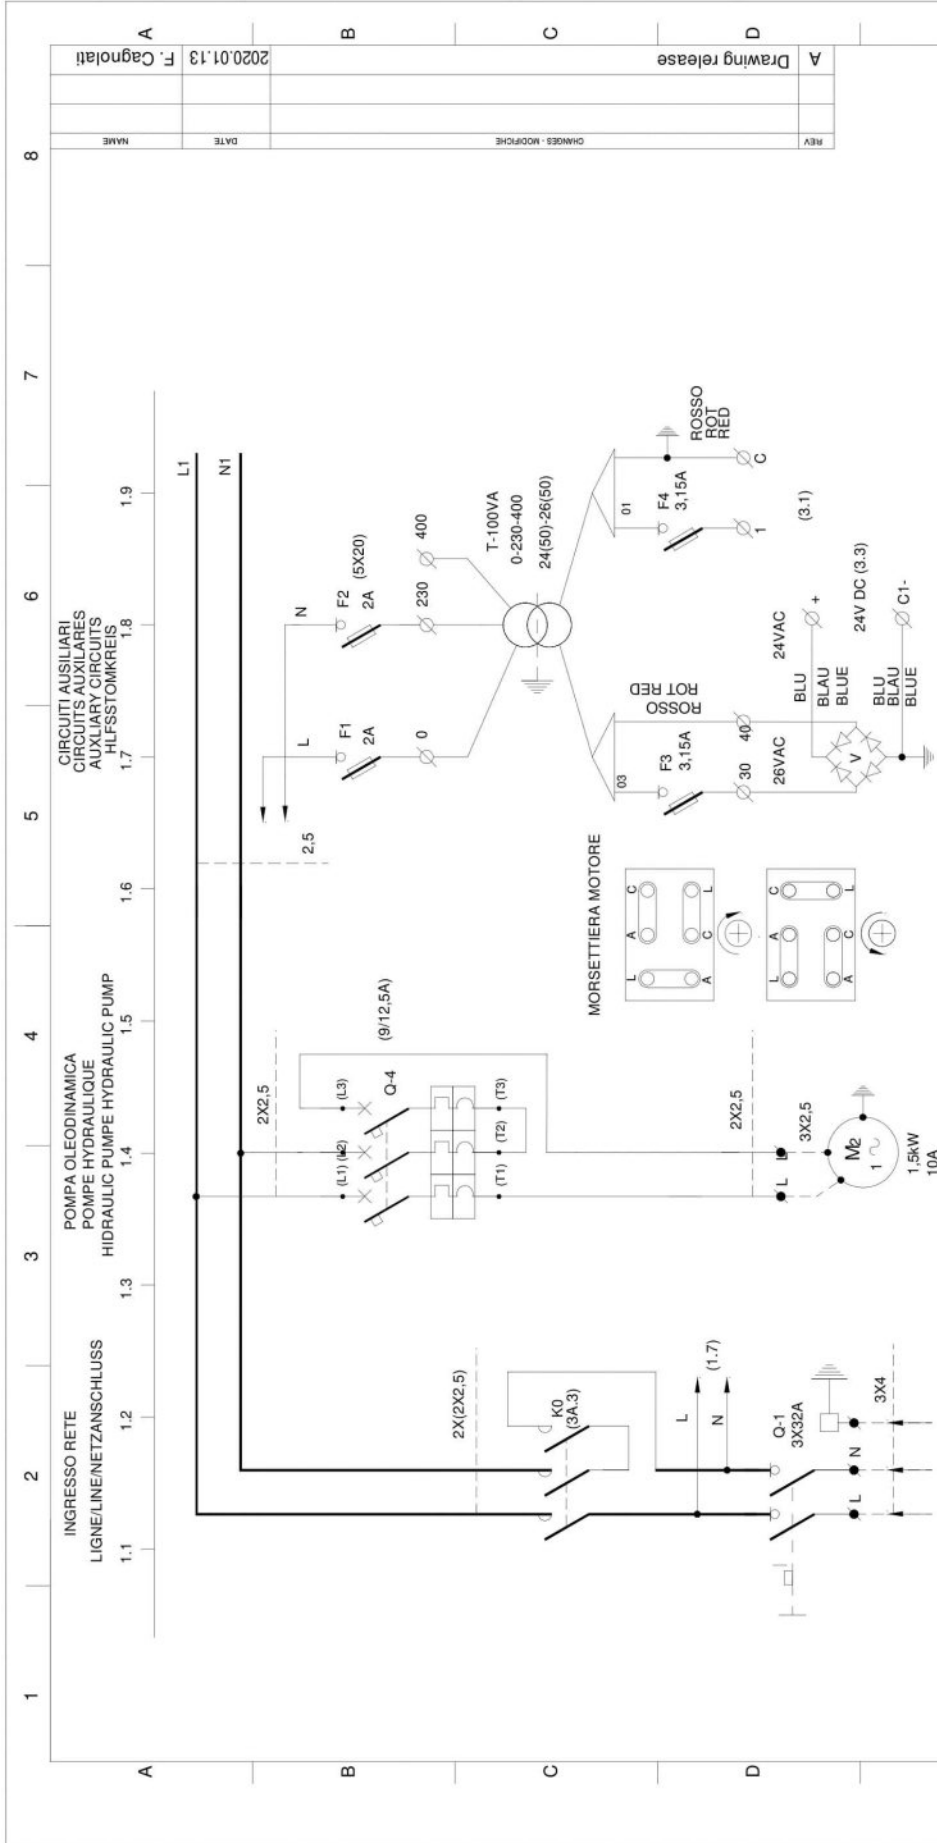 1
2
3
4
5
6
7
8
A
B
C
D
A
B
C
D
NAME
DATE
CHANGES - MODIFICHE
REV
F. Cagnolati
2020.01.13
Drawing release
A
INGRESSO RETE
LIGNE/LINE/NETZANSCHLUSS
POMPA OLEODINAMICA
POMPE HYDRAULIQUE
HIDRAULIC PUMPE HYDRAULIC PUMP
CIRCUITI AUSILIARI
CIRCUITS AUXILARES
AUXLIARY CIRCUITS
HLFSSTOMKREIS
1.1
1.2
1.3
1.4
1.5
1.6
1.7
1.8
1.9
L1
N1
2X(2X2,5)
K0
(3A.3)
L
N
(1.7)
Q-1
3X32A
L
N
3X4
2X2,5
(L1)
(L2)
(L3)
Q-4
(9/12,5A)
(T1)
(T2)
(T3)
2X2,5
L
3X2,5
M2
1
1,5kW
10A
2,5
L
N
F1
2A
F2
2A
(5X20)
0
230
400
T-100VA
0-230-400
24(50)-26(50)
MORSETTIERA MOTORE
L
A
C
A
C
L
L
A
C
A
C
L
03
F3
3,15A
ROSSO
ROT RED
30
40
26VAC
V
24VAC
BLU
BLAU
BLUE
+
24V DC (3.3)
BLU
BLAU
BLUE
C1-
01
F4
3,15A
ROSSO
ROT
RED
1
C
(3.1)